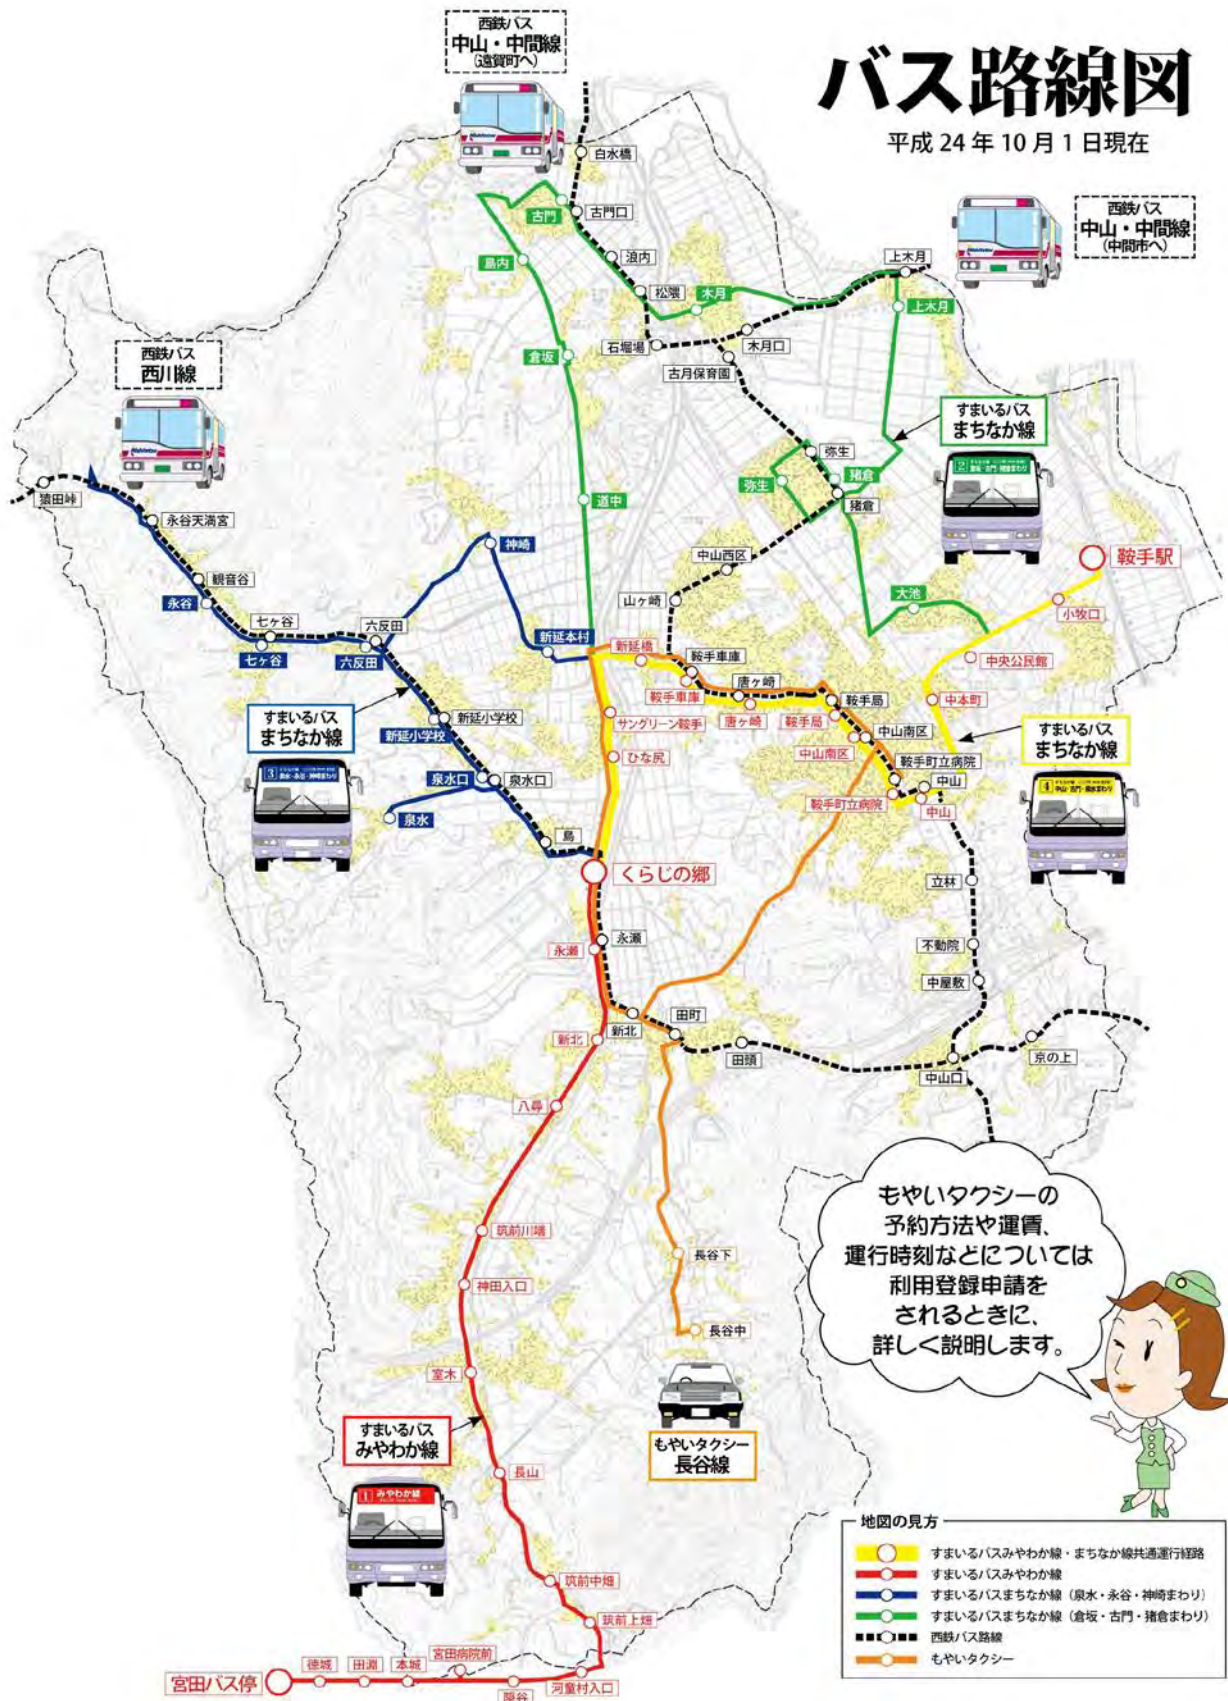 バス路線図
平成 24 年 10 月 1 日現在
西鉄バス
中山・中間線
(遠賀町へ)
西鉄バス
中山・中間線
(中間市へ)
西鉄バス
西川線
白水橋
古門
古門口
島内
浪内
松隈
木月
上木月
上木月
倉坂
石堀場
木月口
古月保育園
すまいるバス
まちなか線
弥生
弥生
猪倉
猪倉
猿田峠
永谷天満宮
道中
神崎
中山西区
鞍手駅
観音谷
永谷
山ヶ崎
大池
小牧口
七ヶ谷
七ヶ谷
六反田
六反田
新延本村
新延橋
鞍手車庫
鞍手車庫
中央公民館
唐ヶ崎
唐ヶ崎
鞍手局
鞍手局
中本町
すまいるバス
まちなか線
新延小学校
新延小学校
サングリーン鞍手
ひな尻
中山南区
中山南区
鞍手町立病院
鞍手町立病院
すまいるバス
まちなか線
泉水口
泉水口
泉水
中山
中山
島
くらじの郷
立林
永瀬
永瀬
不動院
中屋敷
新北
新北
田町
田頭
中山口
京の上
八尋
筑前川端
神田入口
長谷下
長谷中
室木
すまいるバス
みやわか線
1 みやわか線
長山
もやいタクシー
長谷線
もやいタクシーの
予約方法や運賃、
運行時刻などについては
利用登録申請を
されるときに、
詳しく説明します。
筑前中畑
筑前上畑
宮田バス停
徳城
田淵
本城
宮田病院前
河童村入口
地図の見方
すまいるバスみやわか線・まちなか線共通運行経路
すまいるバスみやわか線
すまいるバスまちなか線（泉水・永谷・神崎まわり）
すまいるバスまちなか線（倉坂・古門・猪倉まわり）
西鉄バス路線
もやいタクシー